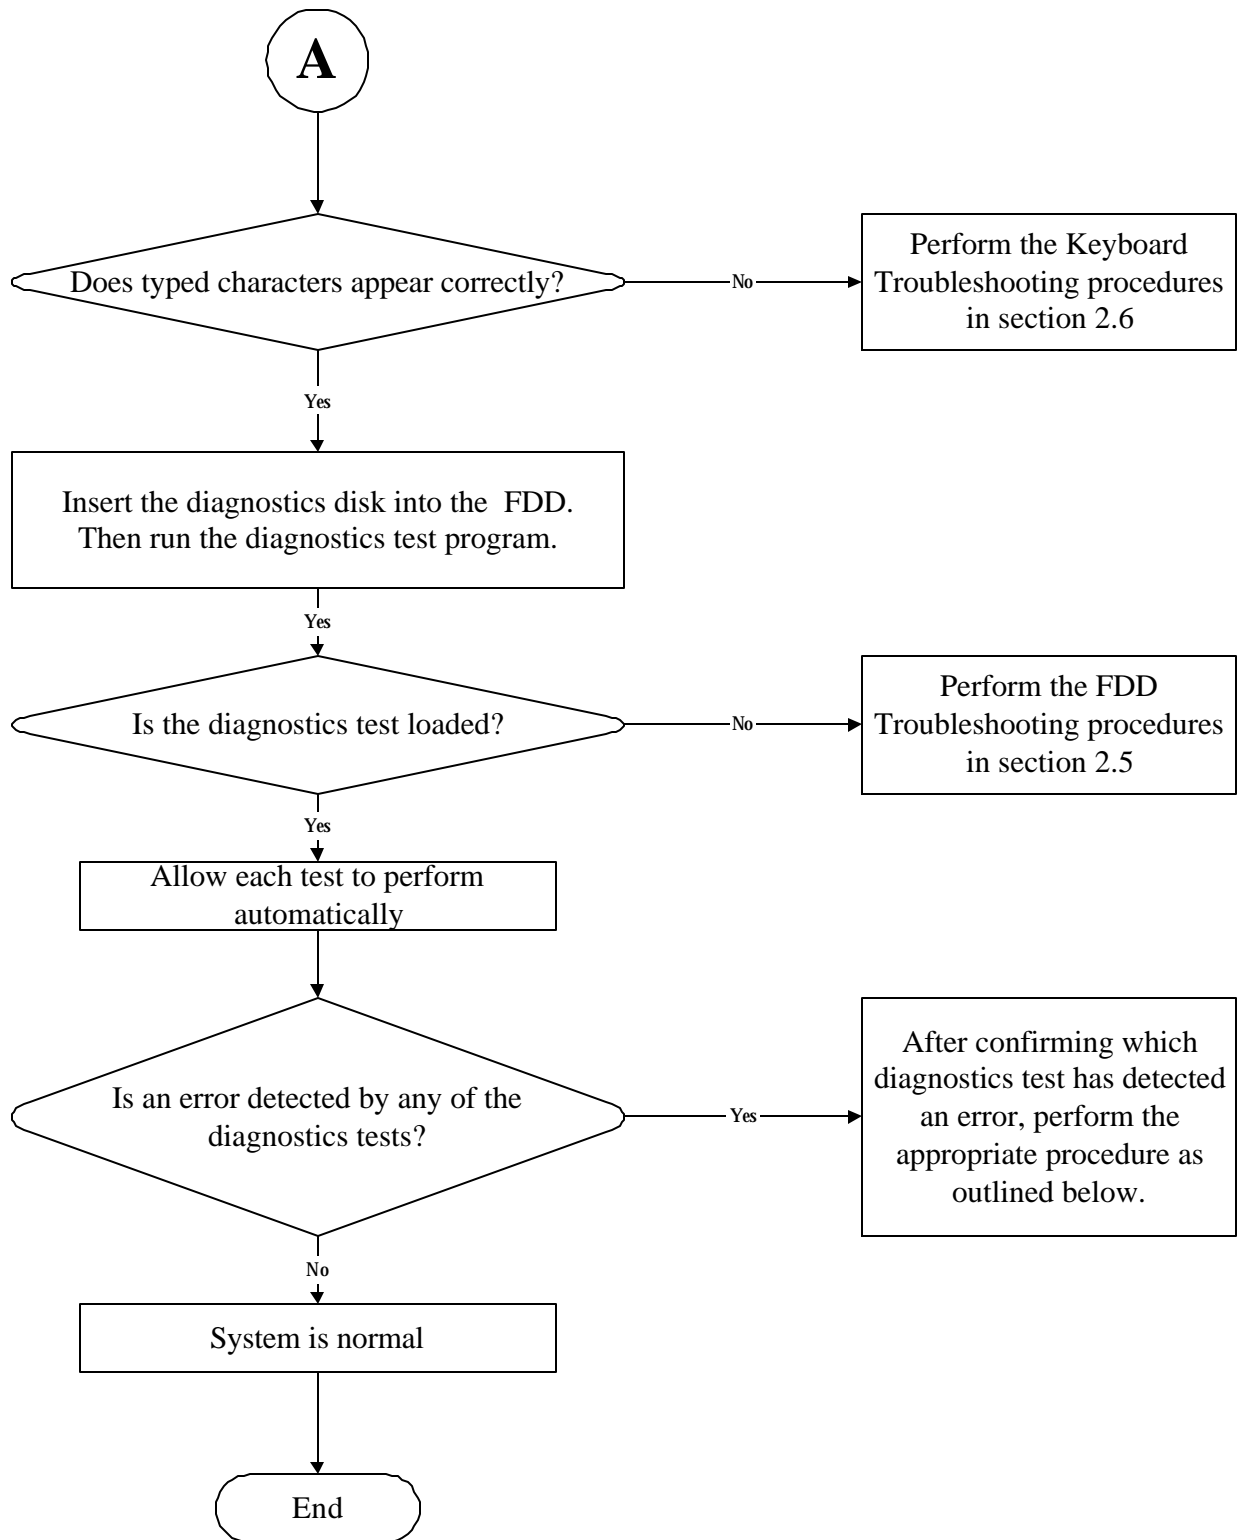 A
Does typed characters appear correctly?
No
Perform the Keyboard
Troubleshooting procedures
in section 2.6
Yes
Insert the diagnostics disk into the  FDD.
Then run the diagnostics test program.
Yes
Is the diagnostics test loaded?
No
Perform the FDD
Troubleshooting procedures
in section 2.5
Yes
Allow each test to perform
automatically
Is an error detected by any of the
diagnostics tests?
Yes
After confirming which
diagnostics test has detected
an error, perform the
appropriate procedure as
outlined below.
No
System is normal
End